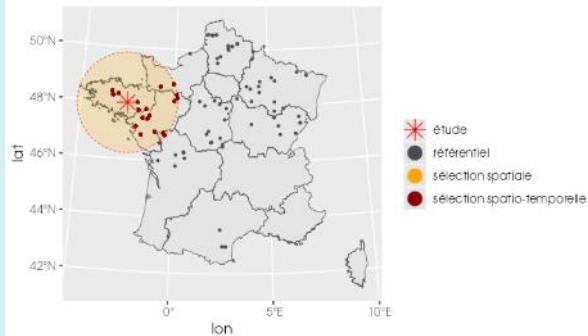 50°N
48°N
46°N
44°N
42°N
lat
0°
5°E
10°E
lon
étude
référentiel
sélection spatiale
sélection spatio-temporelle